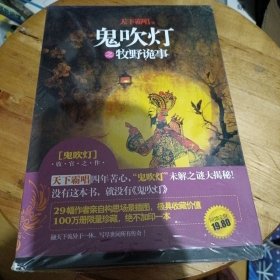 天下霸唱
鬼吹灯
之牧野诡事
【鬼吹灯】
收官之作
天下霸唱四年苦心，“鬼吹灯”未解之谜大揭秘！
没有这本书，就没有《鬼吹灯》
29幅作者亲自构思场景插图，极具收藏价值
100万册限量珍藏，绝不加印一本
19.80